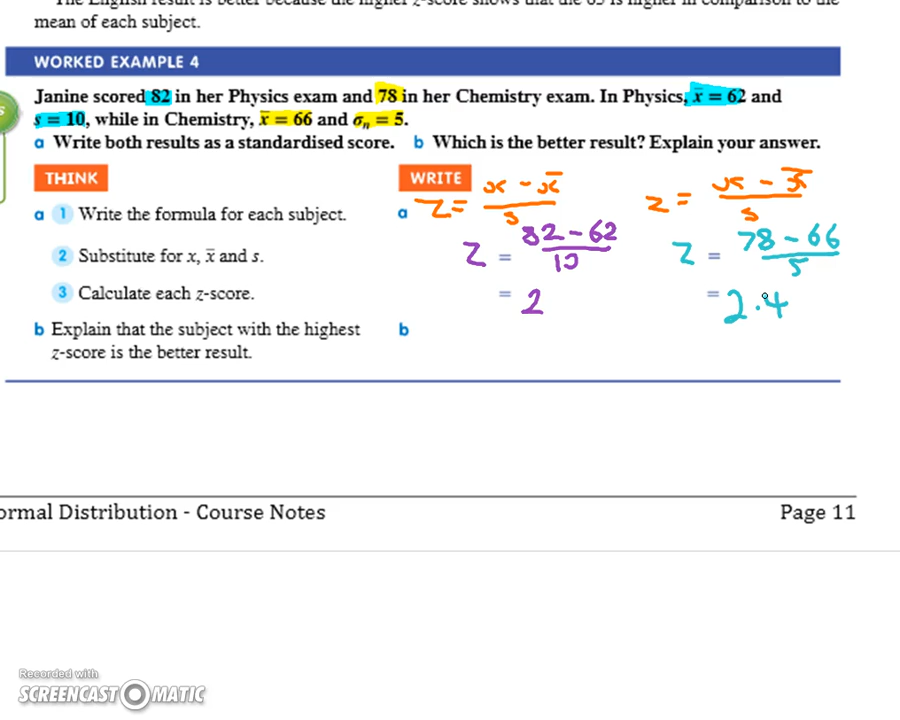 mean of each subject.
WORKED EXAMPLE 4
Janine scored 82 in her Physics exam and 78 in her Chemistry exam. In Physics, x̄ = 62 and
s = 10, while in Chemistry, x̄ = 66 and σₙ = 5.
a Write both results as a standardised score. b Which is the better result? Explain your answer.
THINK WRITE
a 1 Write the formula for each subject. a z = (x - x̄)/s z = (x - x̄)/s
2 Substitute for x, x̄ and s. z = (82 - 62)/10 z = (78 - 66)/5
3 Calculate each z-score. = 2 = 2.4
b Explain that the subject with the highest b
z-score is the better result.
ormal Distribution - Course Notes Page 11
Recorded with
SCREENCAST O MATIC